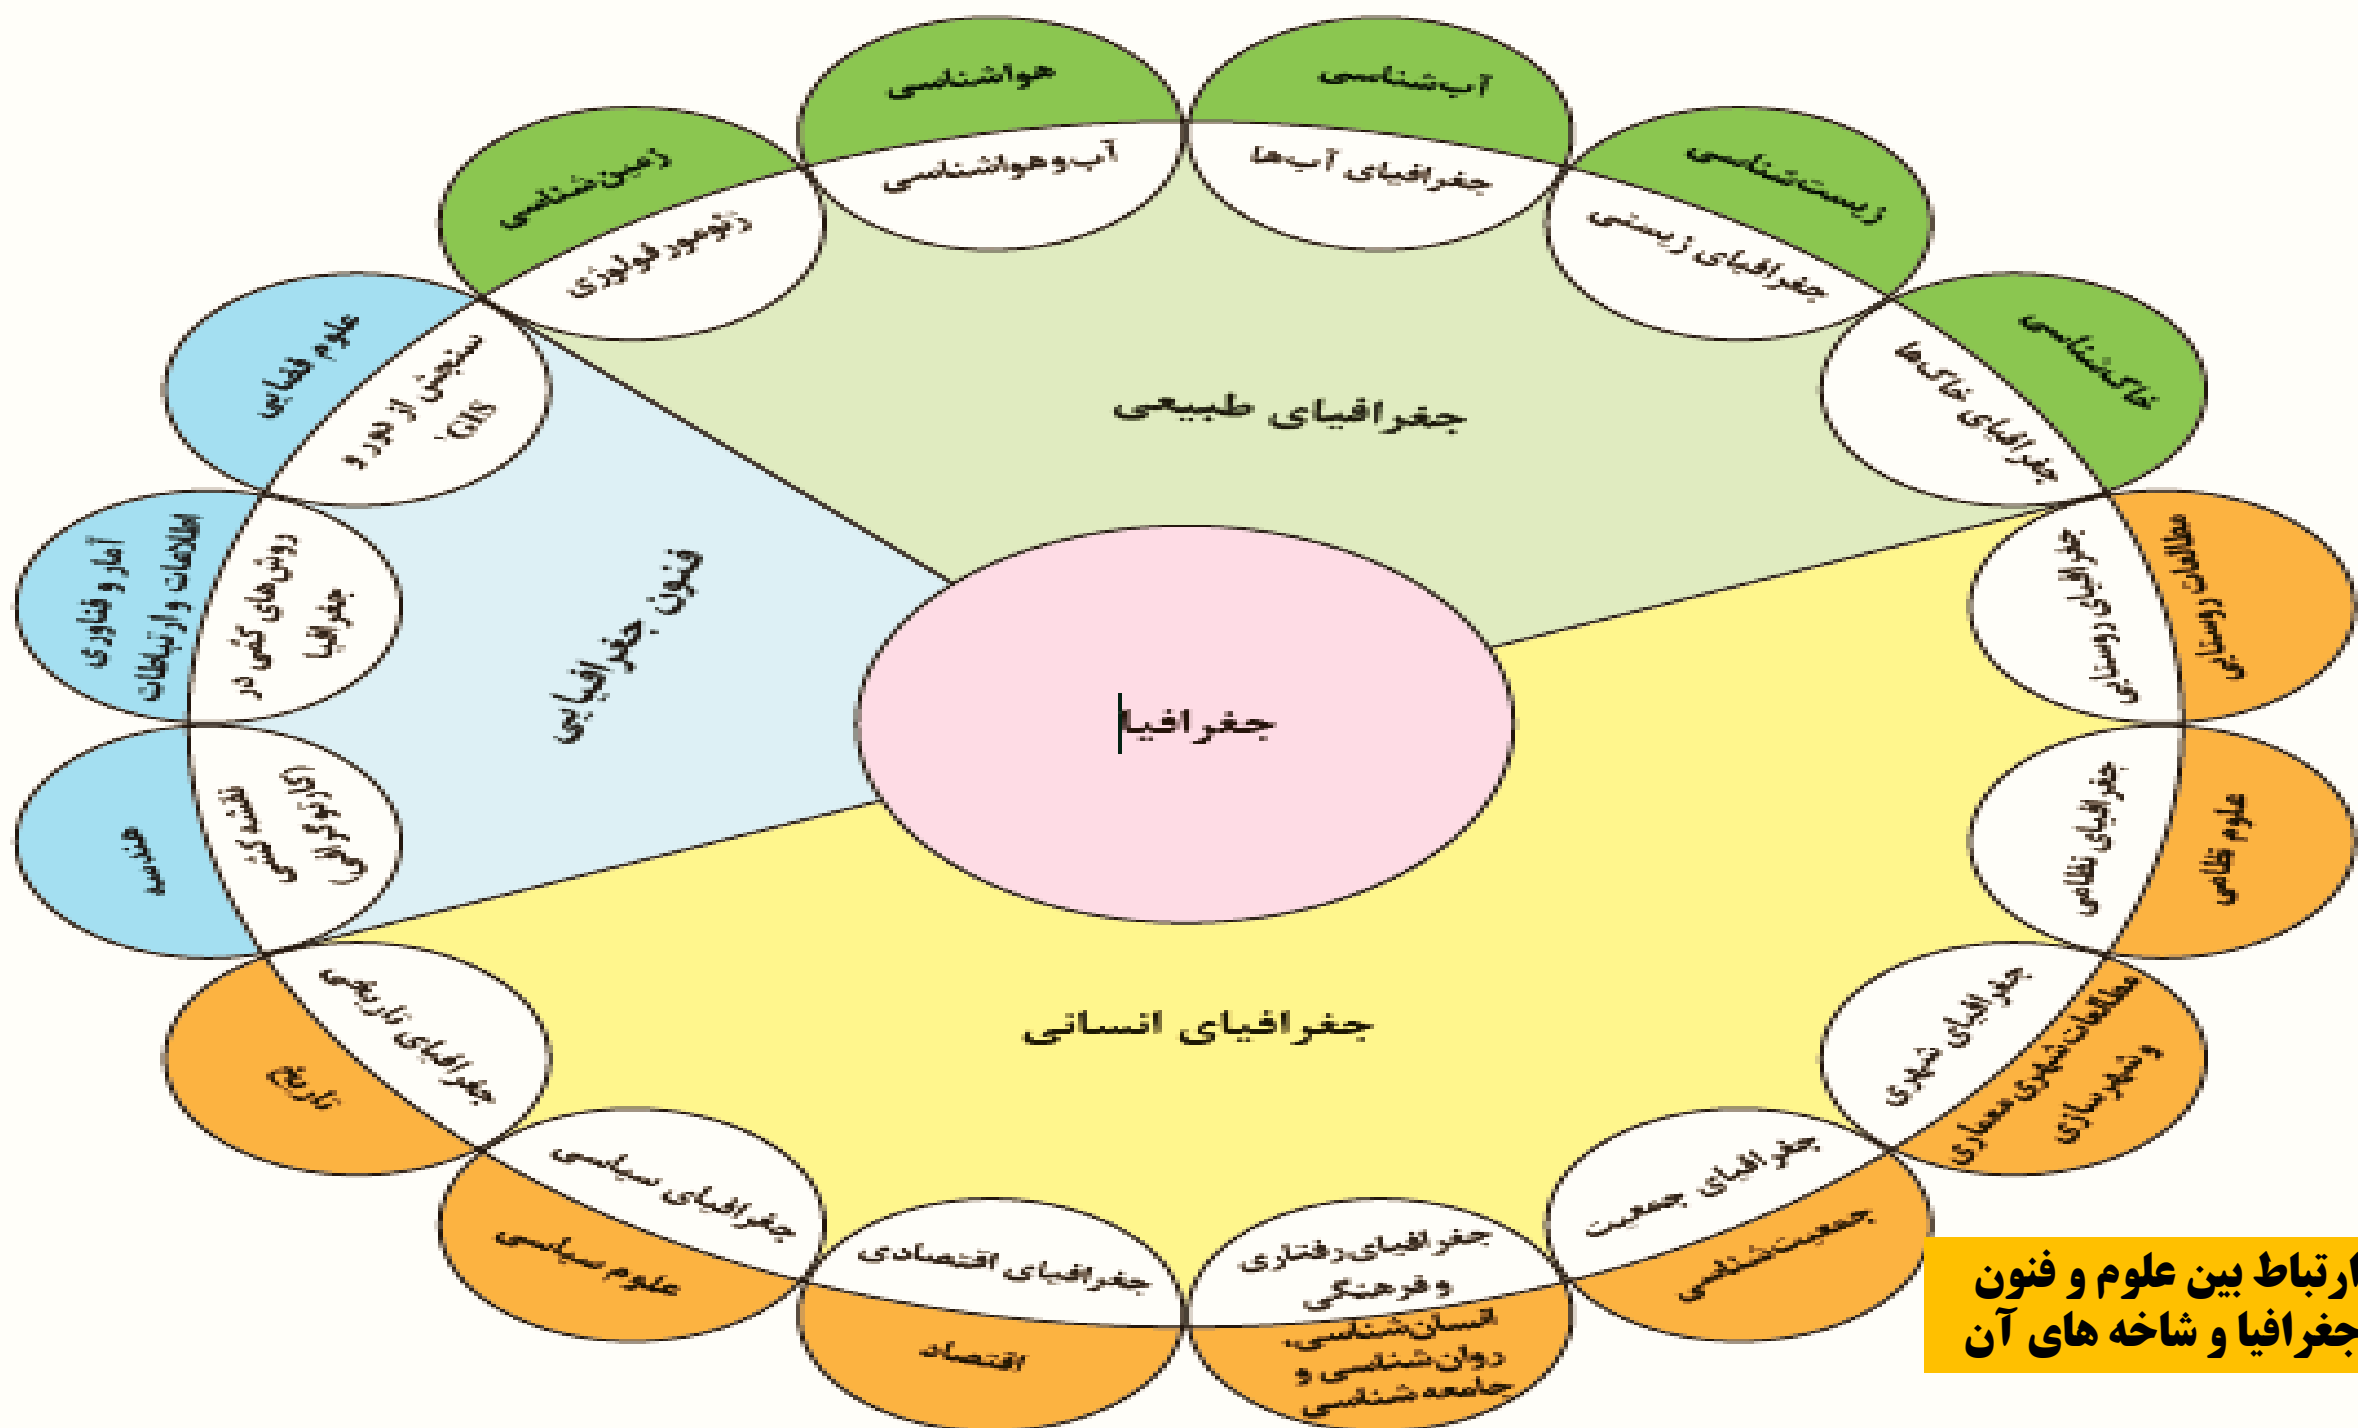 هواشناسی
آب‌شناسی
زمین‌شناسی
زیست‌شناسی
آب‌وهواشناسی
جغرافیای آب‌ها
ژئومورفولوژی
جغرافیای زیستی
علوم فضایی
خاک‌شناسی
سنجش از دور و
GIS
جغرافیای خاک‌ها
جغرافیای طبیعی
آمار و فناوری
اطلاعات و ارتباطات
روش‌های کمّی در
جغرافیا
فنون جغرافیایی
جغرافیای روستایی
مطالعات روستایی
جغرافیا
هندسه
نقشه‌کشی
(کارتوگرافی)
جغرافیای نظامی
علوم نظامی
جغرافیای انسانی
جغرافیای تاریخی
تاریخ
جغرافیای شهری
مطالعات شهری معماری
و شهرسازی
جغرافیای سیاسی
علوم سیاسی
جغرافیای جمعیت
جمعیت‌شناسی
جغرافیای اقتصادی
اقتصاد
جغرافیای رفتاری
و فرهنگی
انسان‌شناسی،
روان‌شناسی و
جامعه شناسی
ارتباط بین علوم و فنون
جغرافیا و شاخه های آن